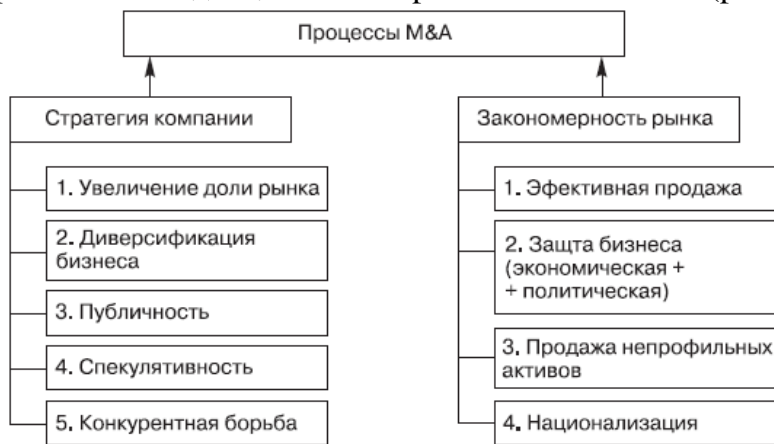 Процессы M&A
Стратегия компании
1. Увеличение доли рынка
2. Диверсификация
бизнеса
3. Публичность
4. Спекулятивность
5. Конкурентная борьба
Закономерность рынка
1. Эфективная продажа
2. Защта бизнеса
(экономическая +
+ политическая)
3. Продажа непрофильных
активов
4. Национализация